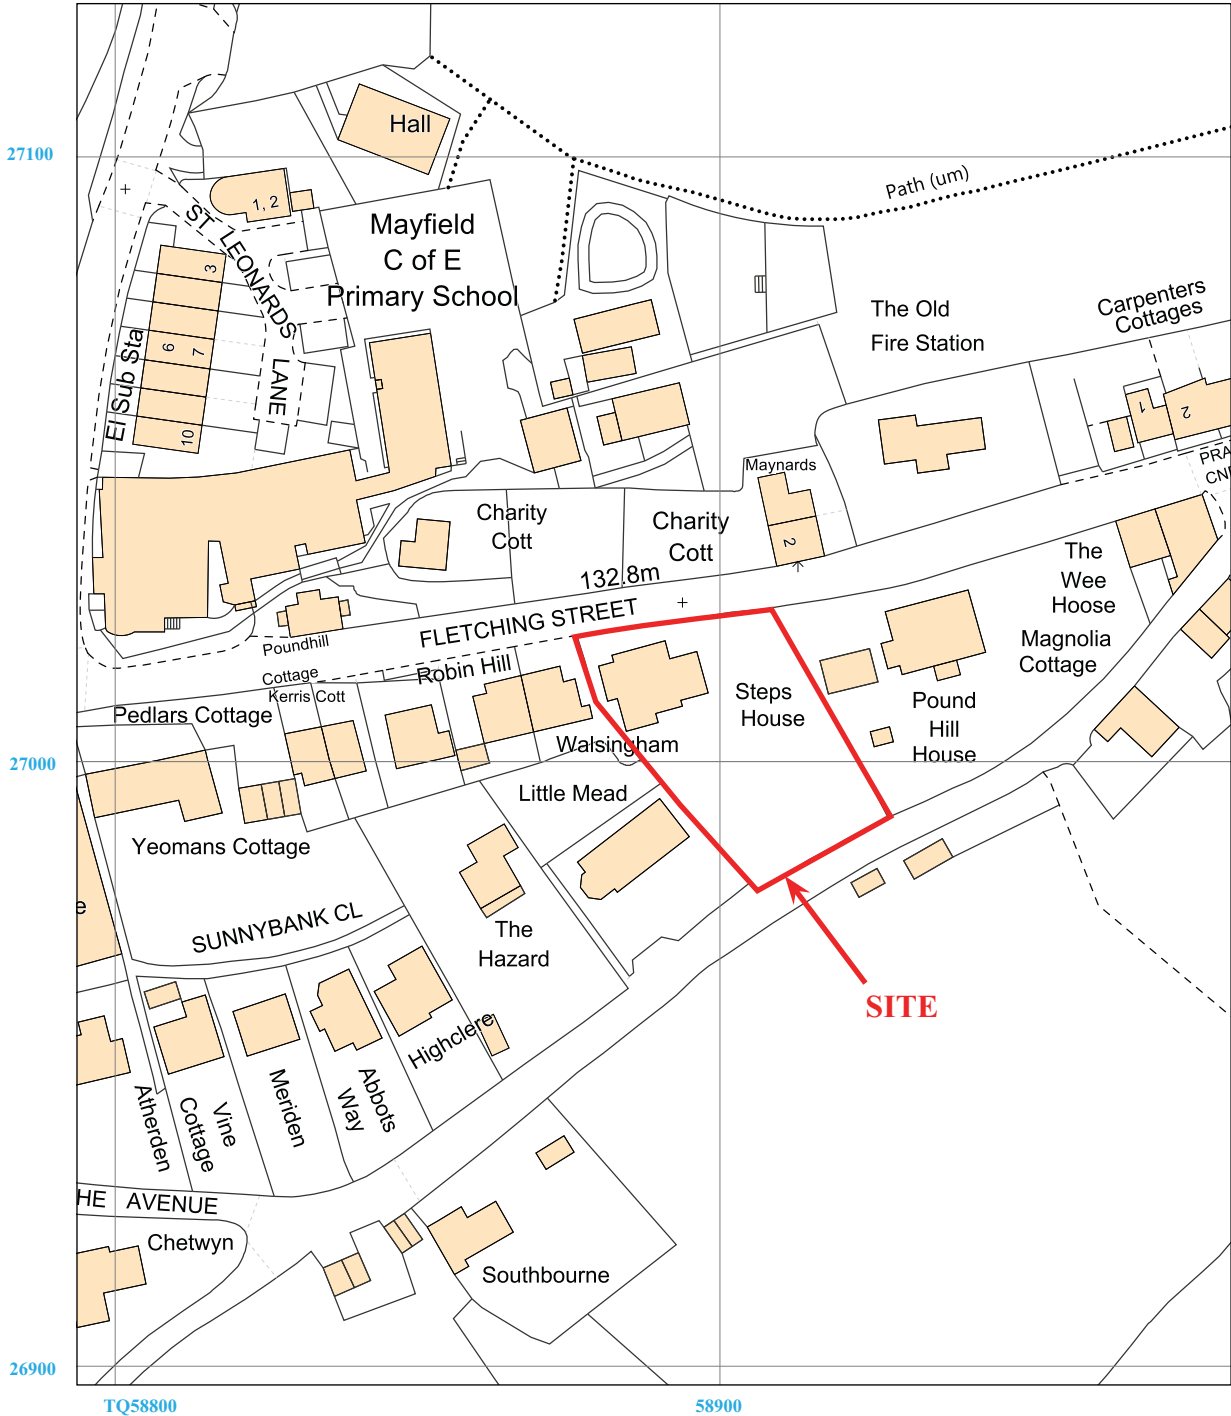 Hall
27100
Path (um)
1, 2
ST LEONARDS
LANE
Mayfield
C of E
Primary School
3
6
7
10
El Sub Sta
The Old
Fire Station
Carpenters
Cottages
1
2
PRA
CNR
Maynards
2
Charity
Cott
Charity
Cott
132.8m
FLETCHING STREET
The
Wee
Hoose
Magnolia
Cottage
Poundhill
Cottage
Robin Hill
Kerris Cott
Pedlars Cottage
Steps
House
Pound
Hill
House
Walsingham
27000
Little Mead
Yeomans Cottage
e
SUNNYBANK CL
The
Hazard
SITE
Highclere
Atherden
Vine
Cottage
Meriden
Abbots
Way
HE AVENUE
Chetwyn
Southbourne
26900
TQ58800
58900